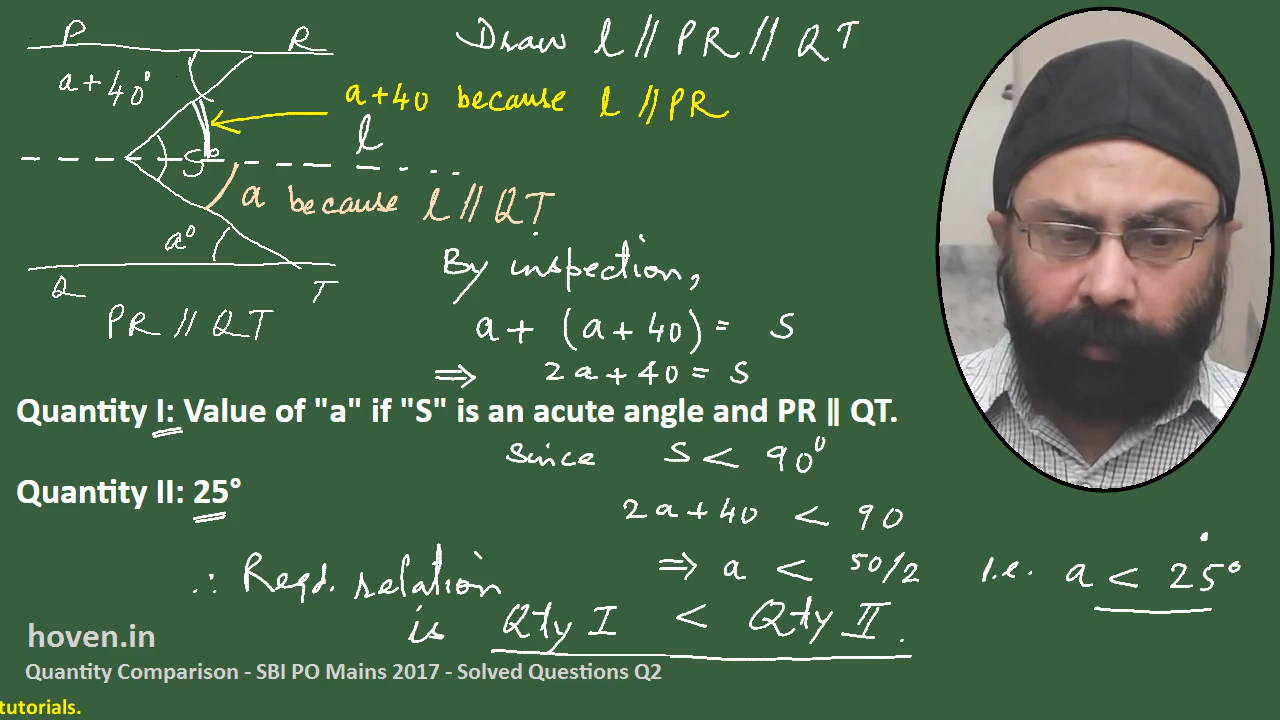 P R
Draw l // PR // QT
a+40°
a+40 because l // PR
l
S°
a because l // QT
a°
Q T
PR // QT
By inspection,
a + (a + 40) = S
⇒ 2a + 40 = S
Quantity I: Value of "a" if "S" is an acute angle and PR ǁ QT.
since S < 90°
Quantity II: 25°
2a + 40 < 90
⇒ a < 50/2 i.e. a < 25°
∴ Reqd. relation
is Qty I < Qty II.
hoven.in
Quantity Comparison - SBI PO Mains 2017 - Solved Questions Q2
tutorials.